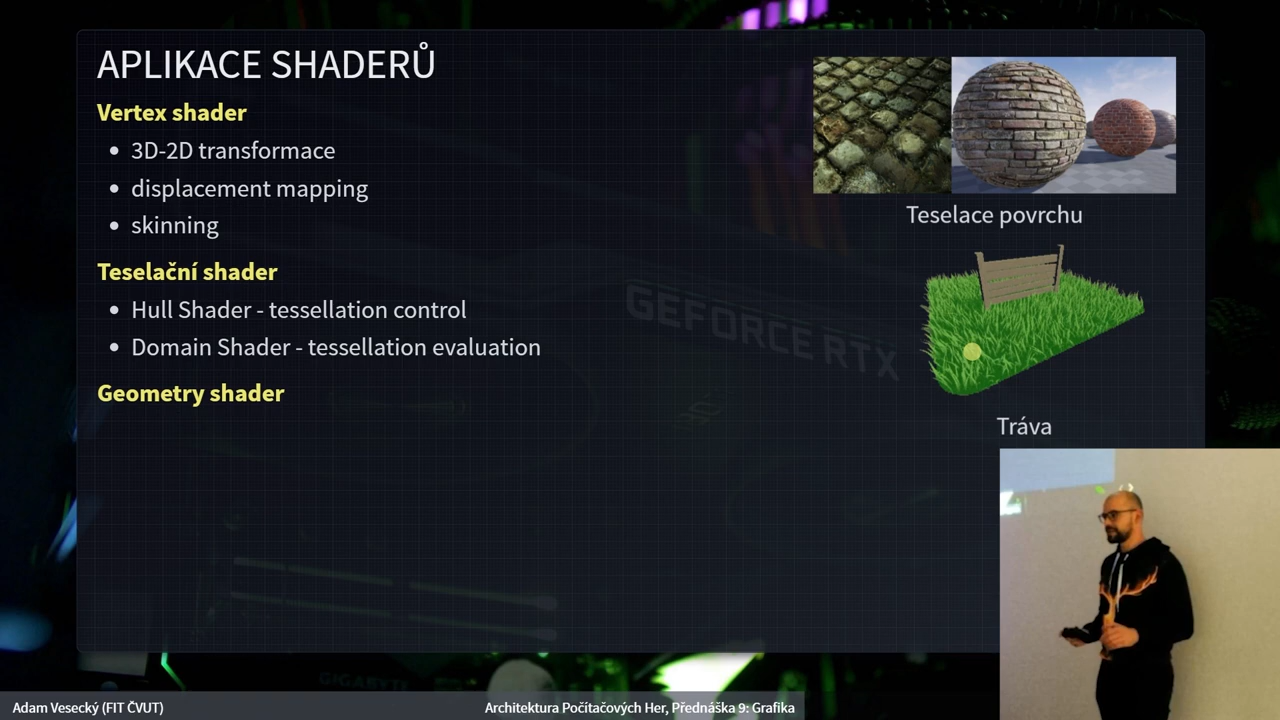 APLIKACE SHADERŮ
Vertex shader
3D-2D transformace
displacement mapping
skinning
Teselační shader
Hull Shader - tessellation control
Domain Shader - tessellation evaluation
Geometry shader
Teselace povrchu
Tráva
GEFORCE RTX
GIGABYTE
Adam Vesecký (FIT ČVUT)
Architektura Počítačových Her, Přednáška 9: Grafika